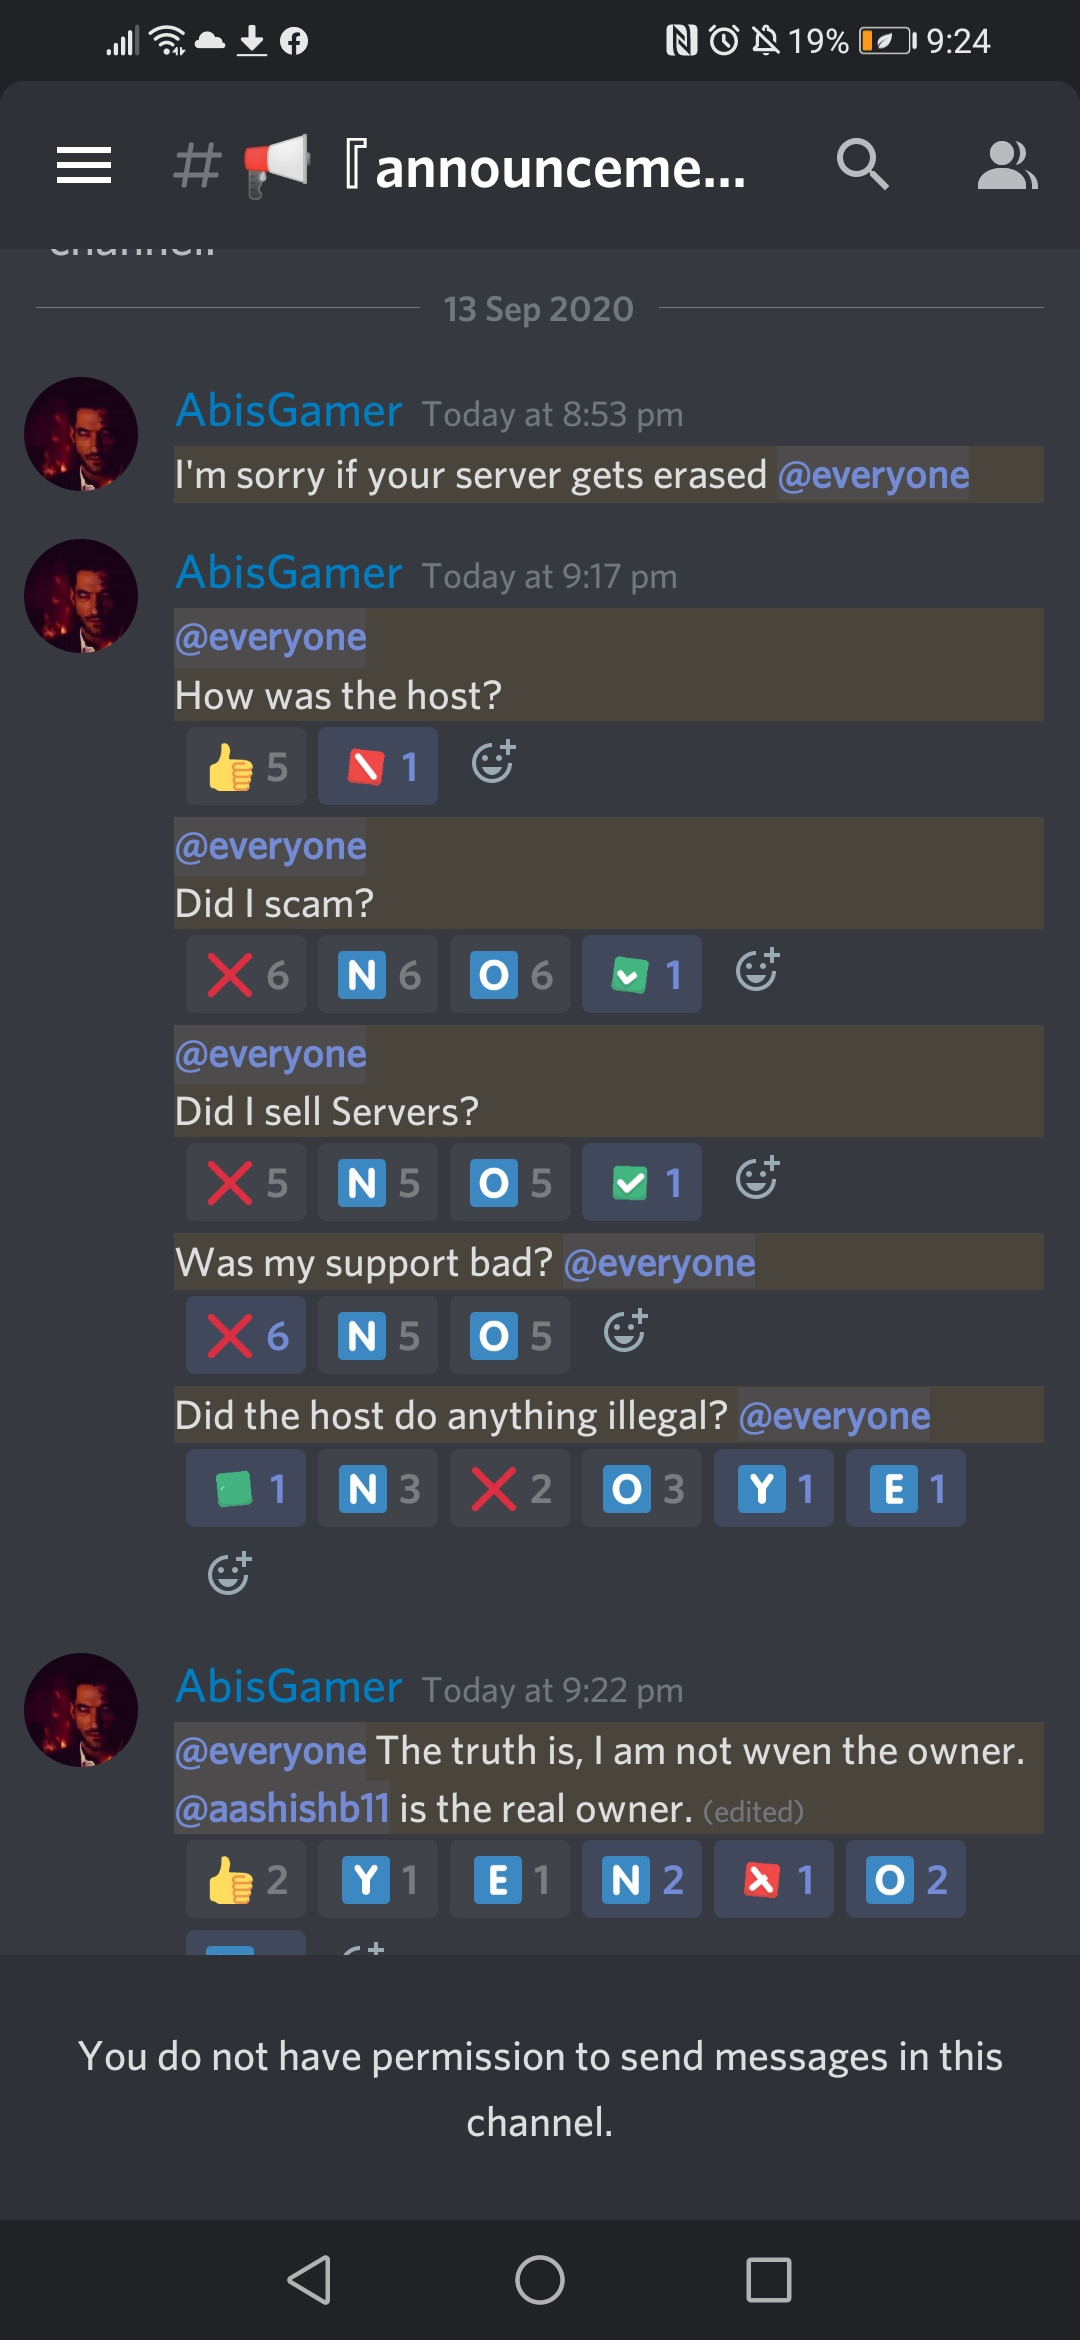 19% 9:24
# 『announceme...
channel.
13 Sep 2020
AbisGamer Today at 8:53 pm
I'm sorry if your server gets erased @everyone
AbisGamer Today at 9:17 pm
@everyone
How was the host?
5 1
@everyone
Did I scam?
6 N 6 O 6 1
@everyone
Did I sell Servers?
5 N 5 O 5 1
Was my support bad? @everyone
6 N 5 O 5
Did the host do anything illegal? @everyone
1 N 3 2 O 3 Y 1 E 1
AbisGamer Today at 9:22 pm
@everyone The truth is, I am not wven the owner.
@aashishb11 is the real owner. (edited)
2 Y 1 E 1 N 2 1 O 2
You do not have permission to send messages in this
channel.